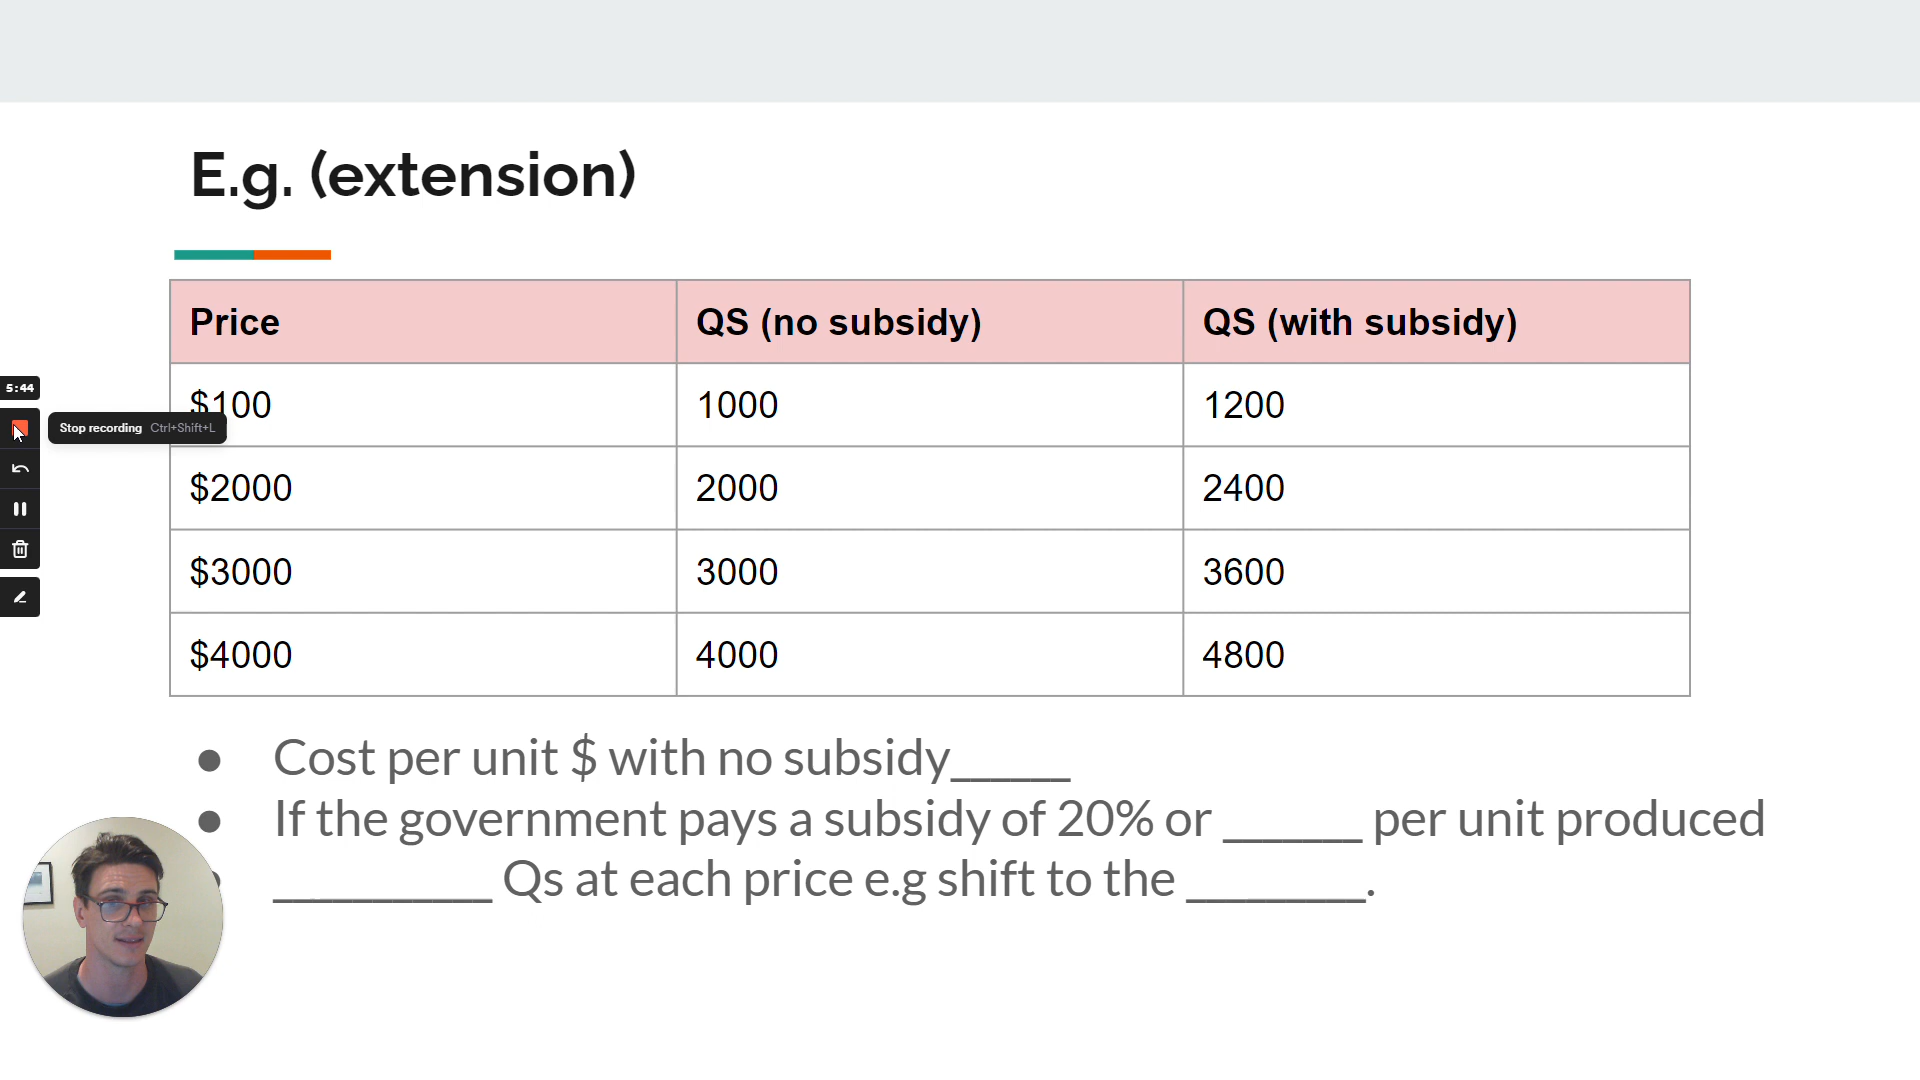 E.g. (extension)
Price QS (no subsidy) QS (with subsidy)
$100 1000 1200
5:44
Stop recording Ctrl+Shift+L
$2000 2000 2400
$3000 3000 3600
$4000 4000 4800
● Cost per unit $ with no subsidy______
● If the government pays a subsidy of 20% or _______ per unit produced
● ___________ Qs at each price e.g shift to the _________.